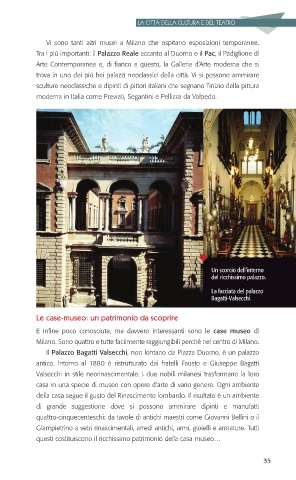 LA CITTÀ DELLA CULTURA E DEL TEATRO
Vi sono tanti altri musei a Milano che ospitano esposizioni temporanee.
Tra i più importanti: il Palazzo Reale accanto al Duomo e il Pac, il Padiglione di
Arte Contemporanea e, di fianco a questo, la Galleria d'Arte moderna che si
trova in uno dei più bei palazzi neoclassici della città. Vi si possono ammirare
sculture neoclassiche e dipinti di pittori italiani che segnano l'inizio della pittura
moderna in Italia come Previati, Segantini e Pellizza da Volpedo.
Un scorcio dell'interno
del ricchissimo palazzo.
La facciata del palazzo
Bagatti-Valsecchi.
Le case-museo: un patrimonio da scoprire
E infine poco conosciute, ma davvero interessanti sono le case museo di
Milano. Sono quattro e tutte facilmente raggiungibili perché nel centro di Milano.
Il Palazzo Bagatti Valsecchi, non lontano da Piazza Duomo, è un palazzo
antico. Intorno al 1880 è ristrutturato dai fratelli Fausto e Giuseppe Bagatti
Valsecchi in stile neorinascimentale. I due nobili milanesi trasformano la loro
casa in una specie di museo con opere d'arte di vario genere. Ogni ambiente
della casa segue il gusto del Rinascimento lombardo. Il risultato è un ambiente
di grande suggestione dove si possono ammirare dipinti e manufatti
quattro-cinquecenteschi: da tavole di antichi maestri come Giovanni Bellini o il
Giampietrino a vetri rinascimentali, arredi antichi, armi, gioielli e armature. Tutti
questi costituiscono il ricchissimo patrimonio della casa museo…
35